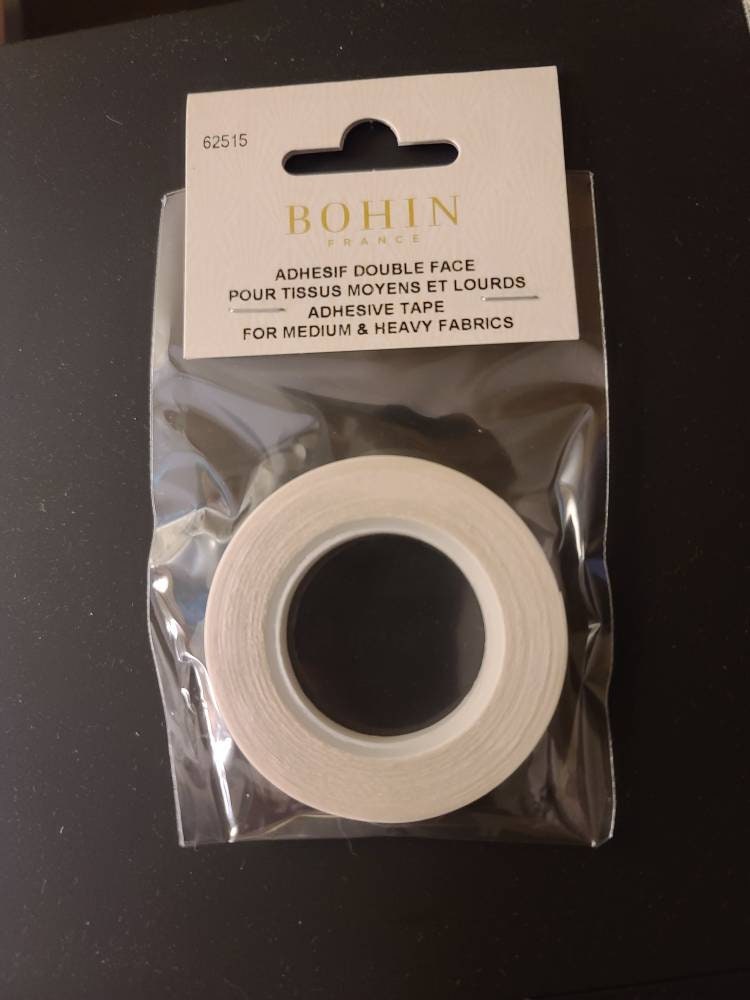 62515
BOHIN
FRANCE
ADHESIF DOUBLE FACE
POUR TISSUS MOYENS ET LOURDS
ADHESIVE TAPE
FOR MEDIUM & HEAVY FABRICS